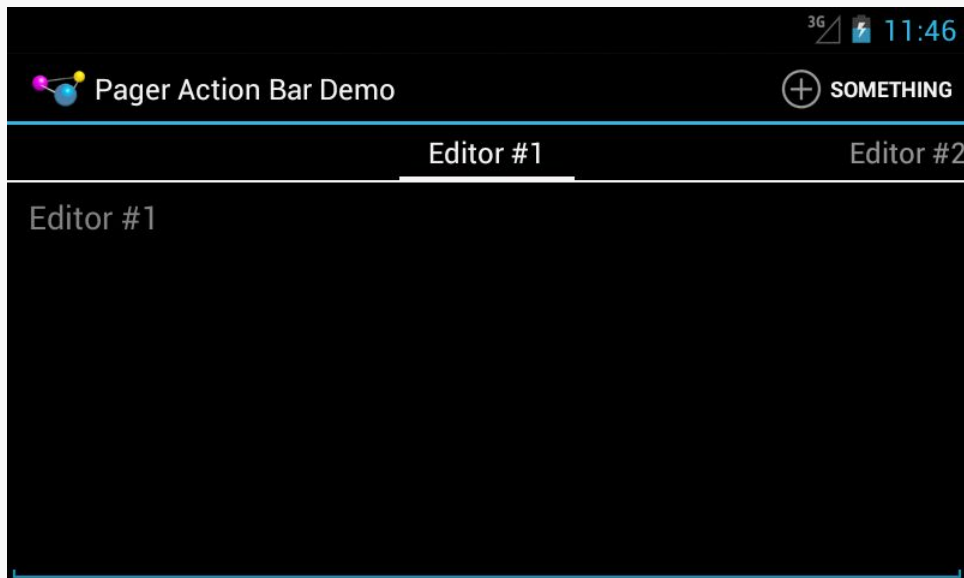 3G 11:46
Pager Action Bar Demo SOMETHING
Editor #1 Editor #2
Editor #1